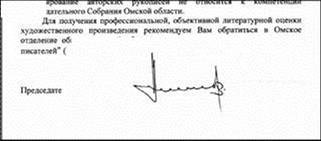 ирование авторских рукописей не относится к компетенции
дательного Собрания Омской области.
Для получения профессиональной, объективной литературной оценки
художественного произведения рекомендуем Вам обратиться в Омское
отделение об
писателей" (
Председате